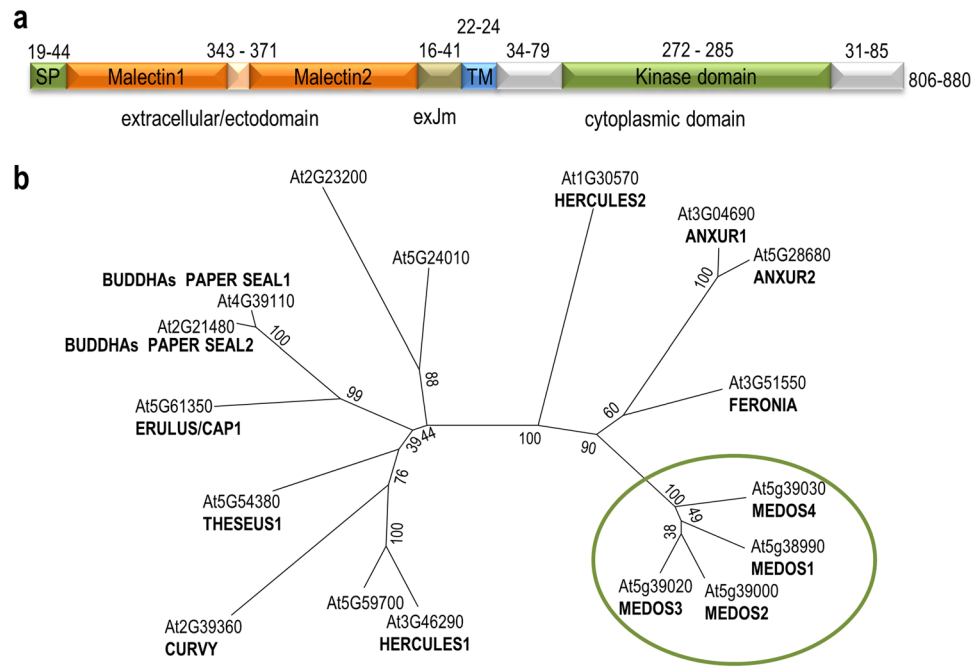 a
22-24
19-44 343 - 371 16-41 34-79 272 - 285 31-85
SP Malectin1 Malectin2 TM Kinase domain
806-880
extracellular/ectodomain exJm cytoplasmic domain
b
At2G23200
At5G24010
At1G30570
HERCULES2
At3G04690
ANXUR1
At5G28680
ANXUR2
100
BUDDHAs PAPER SEAL1
At4G39110
At2G21480
BUDDHAs PAPER SEAL2
100
99
88
At5G61350
ERULUS/CAP1
At3G51550
FERONIA
60
39
44
100
90
76
At5G54380
THESEUS1
100
At5G59700
At3G46290
HERCULES1
At2G39360
CURVY
100
49
38
At5g39030
MEDOS4
At5g38990
MEDOS1
At5g39020
MEDOS3
At5g39000
MEDOS2